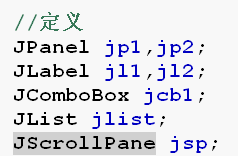 //定义
JPanel jp1,jp2;
JLabel jl1,jl2;
JComboBox jcb1;
JList jlist;
JScrollPane jsp;